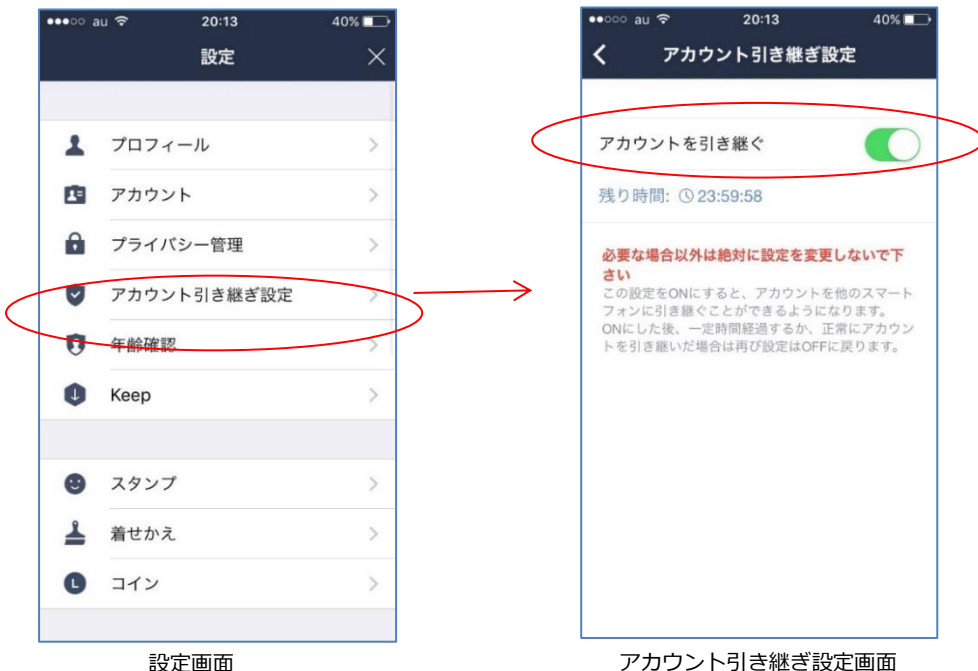 au 20:13 40%
設定
プロフィール
アカウント
プライバシー管理
アカウント引き継ぎ設定
年齢確認
Keep
スタンプ
着せかえ
L コイン
設定画面
au 20:13 40%
アカウント引き継ぎ設定
アカウントを引き継ぐ
残り時間: 23:59:58
必要な場合以外は絶対に設定を変更しないで下
さい
この設定をONにすると、アカウントを他のスマート
フォンに引き継ぐことができるようになります。
ONにした後、一定時間経過するか、正常にアカウン
トを引き継いだ場合は再び設定はOFFに戻ります。
アカウント引き継ぎ設定画面